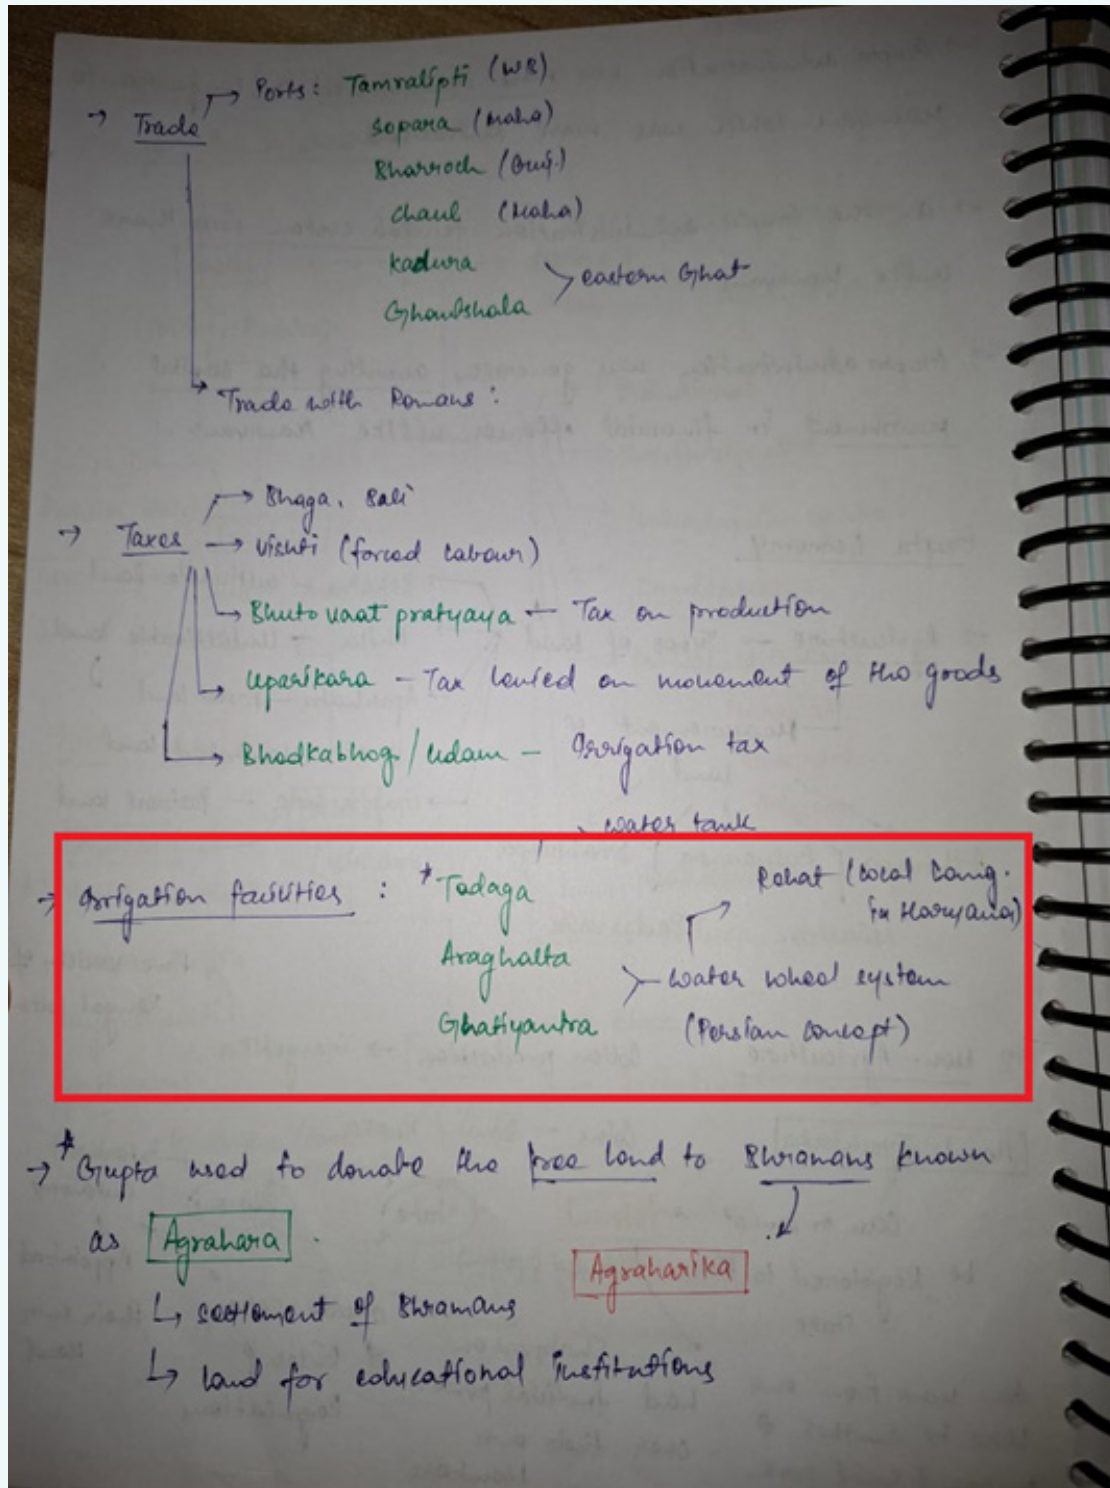 → Trade → Ports: Tamralipti (WB)
Sopara (Maha)
Bharroch (Guj.)
Chaul (Maha)
Kadura
Ghantshala > eastern Ghat
→ Trade with Romans:
→ Taxes → Bhaga, Bali
→ Vishti (forced labour)
→ Bhuto vaat pratyaya ← Tax on production
→ Uparikara - Tax levied on movement of the goods
→ Bhodkabhog / Udam - Irrigation tax
water tank
→ Irrigation facilities : * Tadaga
Rahat (local
in Haryana)
Araghatta
> water wheel system
Ghatiyantra (Persian concept)
→ * Gupta used to donate the free land to Bhramans known
as Agrahara .
Agraharika
↳ settlement of Bhramans
↳ land for educational institutions